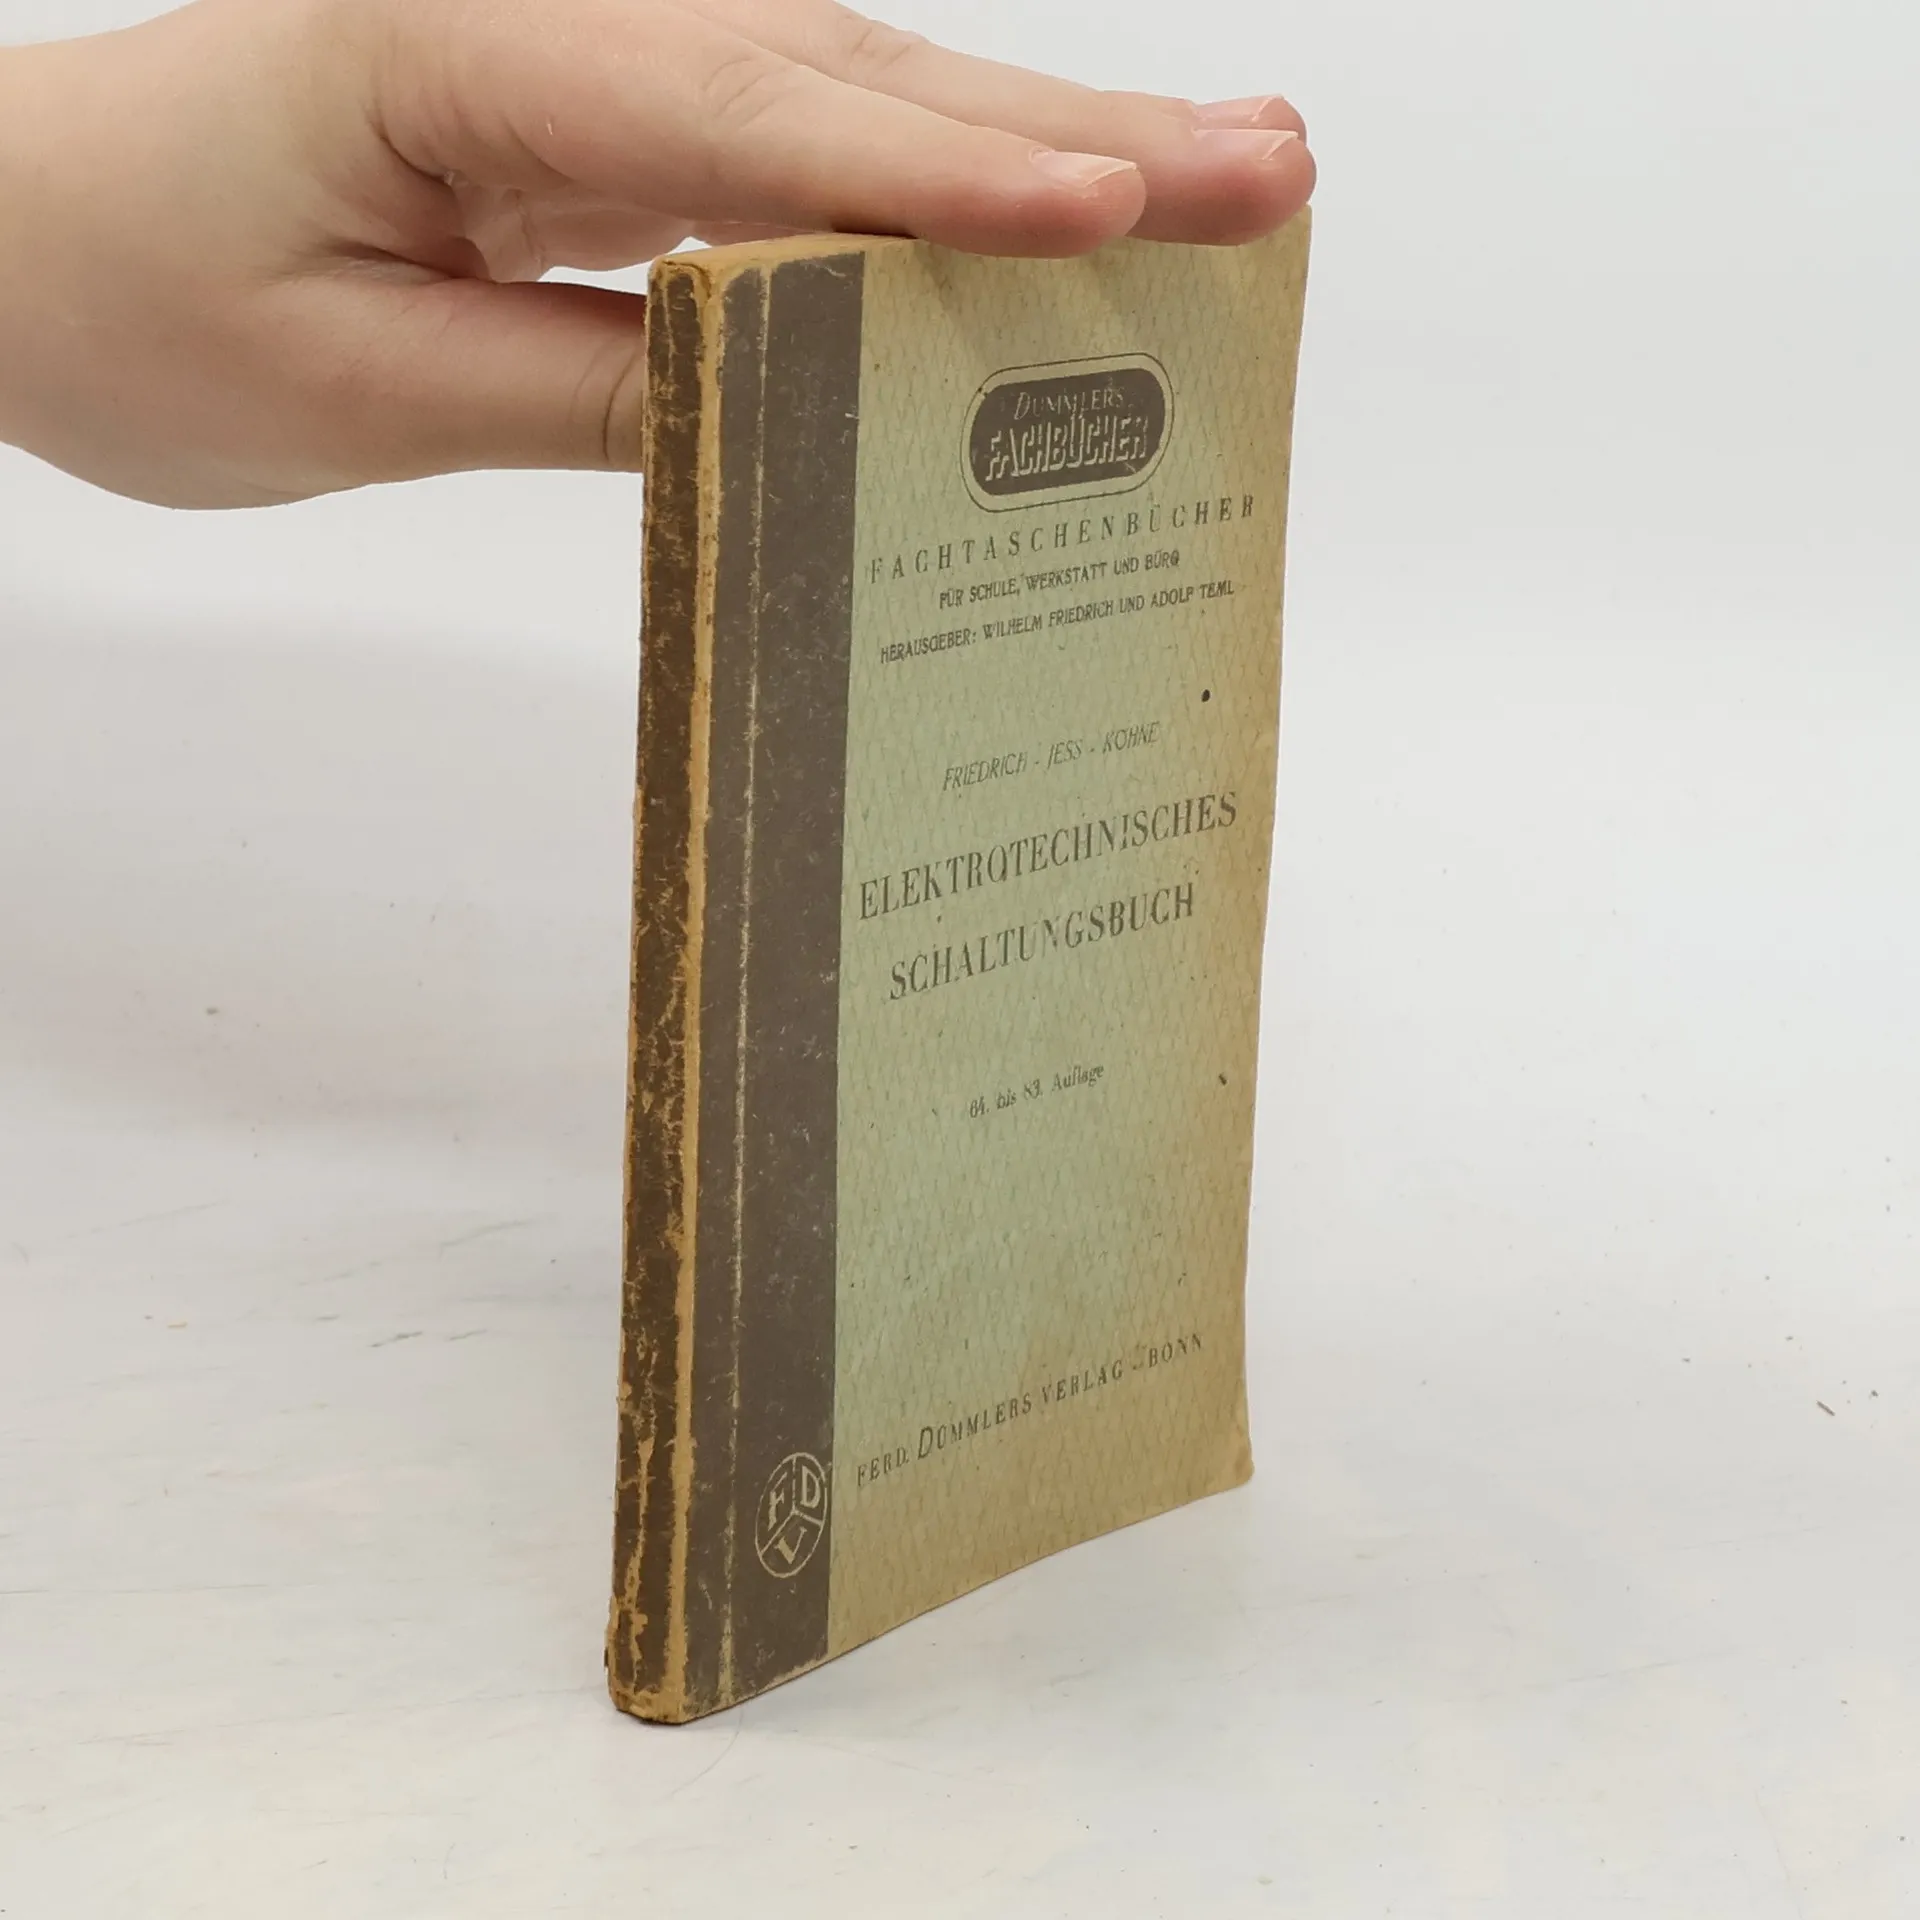 DÜMMLERS
FACHBÜCHER
FACHTASCHENBÜCHER
FÜR SCHULE, WERKSTATT UND BÜRO
HERAUSGEBER: WILHELM FRIEDRICH UND ADOLF TEML
FRIEDRICH - JESS - KÖHNE
ELEKTROTECHNISCHES
SCHALTUNGSBUCH
64. bis 83. Auflage
FERD. DÜMMLERS VERLAG - BONN
FDV